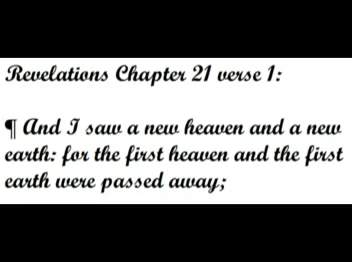 Revelations Chapter 21 verse 1:
¶ And I saw a new heaven and a new
earth: for the first heaven and the first
earth were passed away;